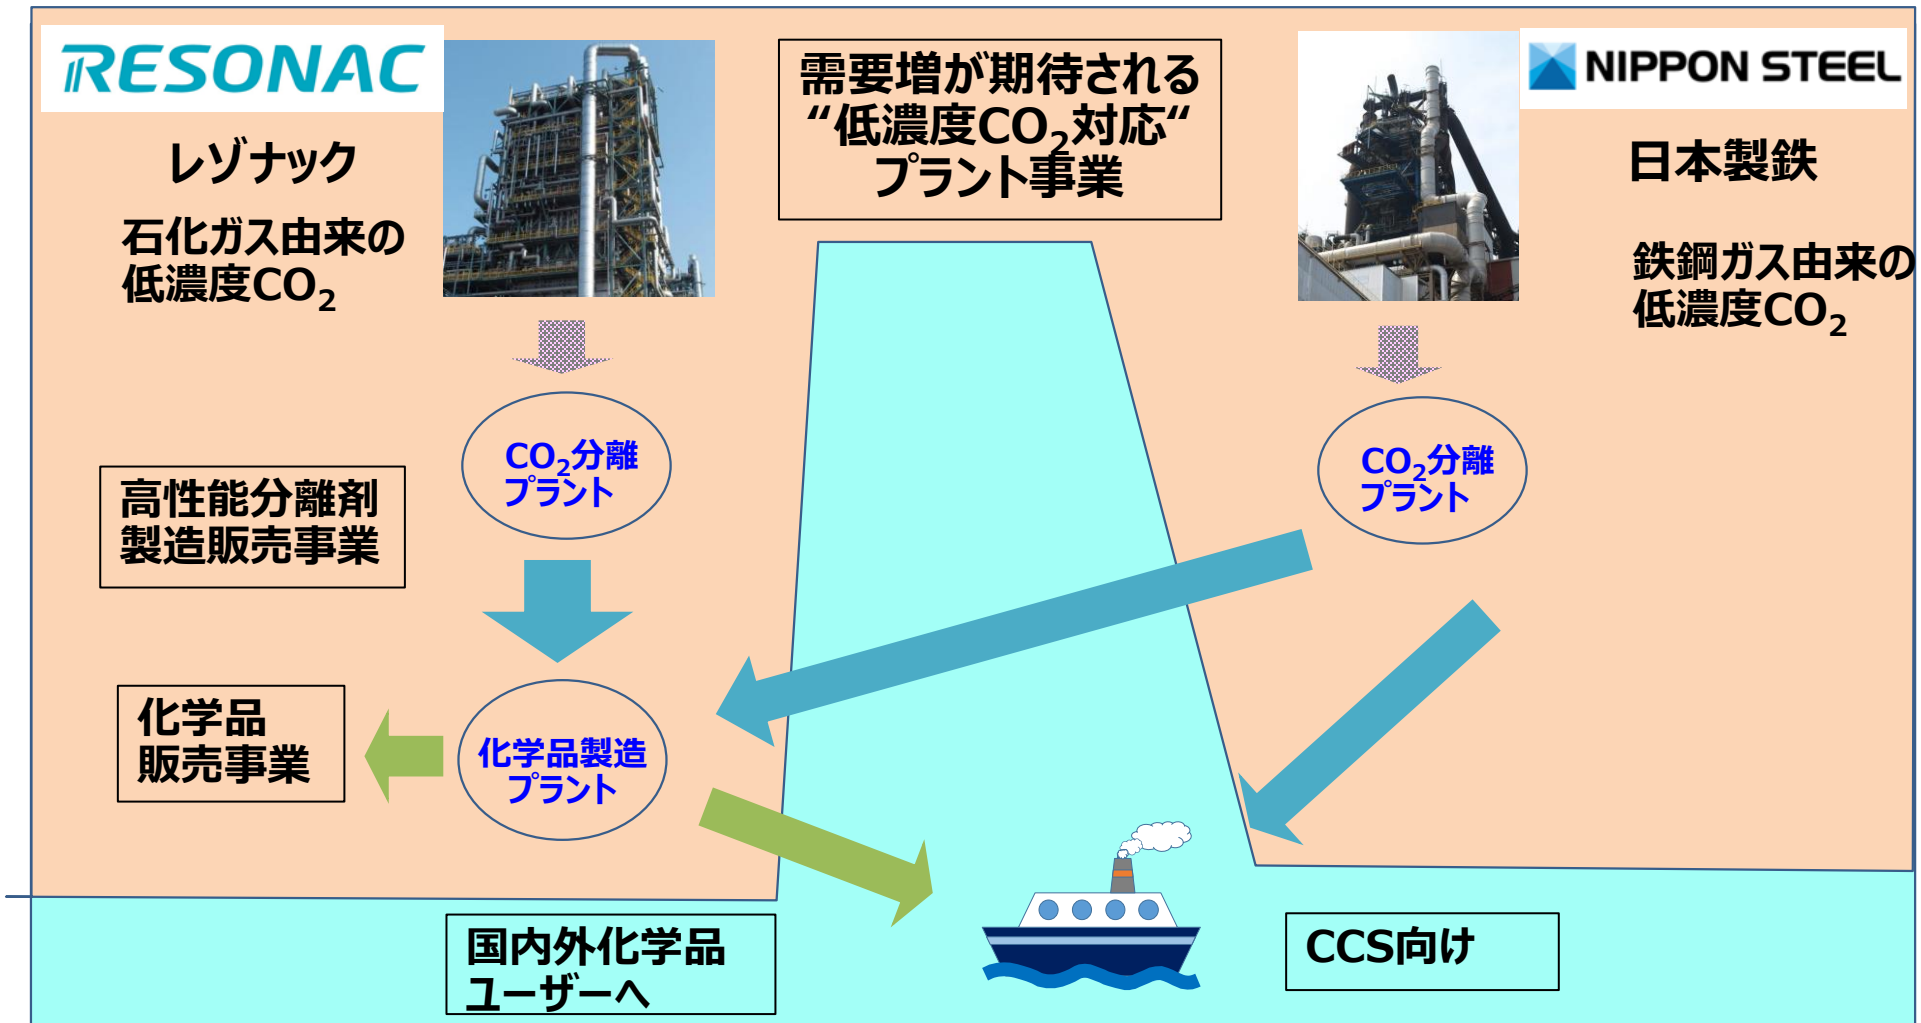 RESONAC
レゾナック
石化ガス由来の
低濃度CO₂
需要増が期待される
“低濃度CO₂対応“
プラント事業
NIPPON STEEL
日本製鉄
鉄鋼ガス由来の
低濃度CO₂
CO₂分離
プラント
CO₂分離
プラント
高性能分離剤
製造販売事業
化学品
販売事業
化学品製造
プラント
国内外化学品
ユーザーへ
CCS向け